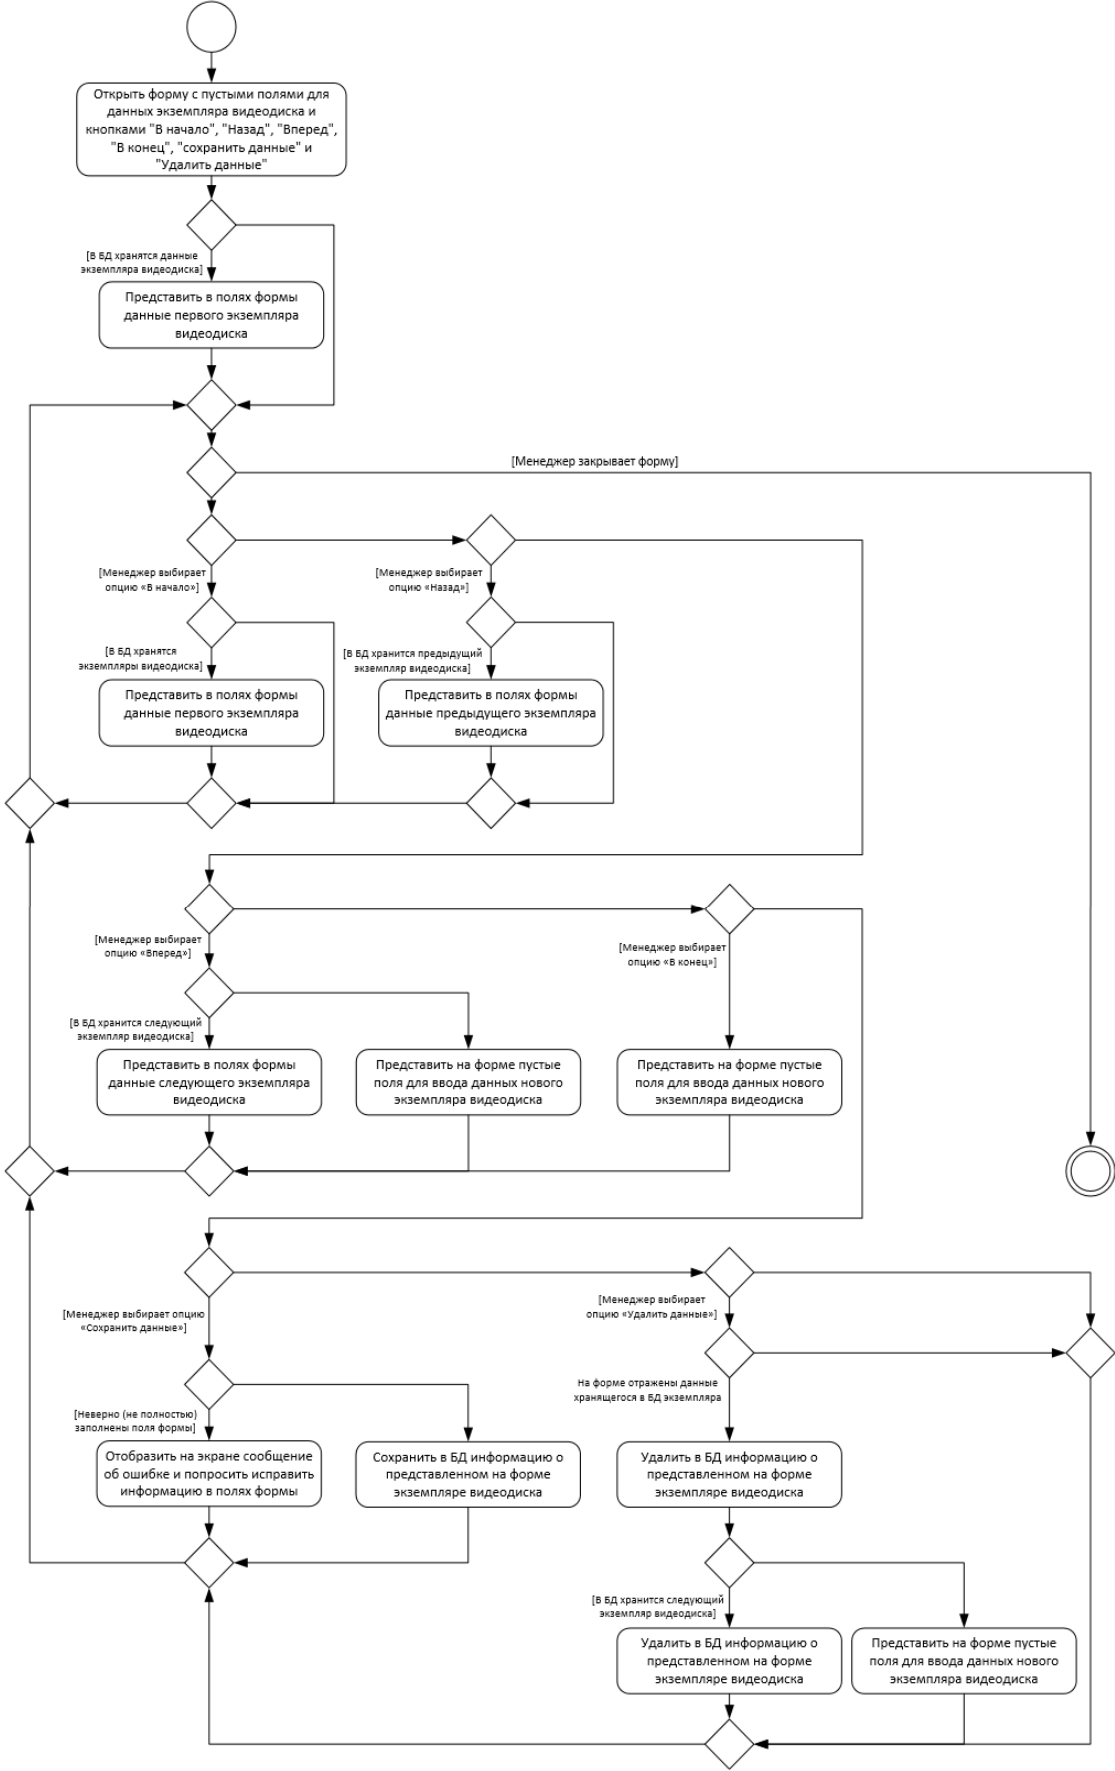 Открыть форму с пустыми полями для
данных экземпляра видеодиска и
кнопками "В начало", "Назад", "Вперед",
"В конец", "сохранить данные" и
"Удалить данные"
[В БД хранятся данные
экземпляра видеодиска]
Представить в полях формы
данные первого экземпляра
видеодиска
[Менеджер закрывает форму]
[Менеджер выбирает
опцию «В начало»]
[Менеджер выбирает
опцию «Назад»]
[В БД хранятся
экземпляры видеодиска]
[В БД хранится предыдущий
экземпляр видеодиска]
Представить в полях формы
данные первого экземпляра
видеодиска
Представить в полях формы
данные предыдущего экземпляра
видеодиска
[Менеджер выбирает
опцию «Вперед»]
[Менеджер выбирает
опцию «В конец»]
[В БД хранится следующий
экземпляр видеодиска]
Представить в полях формы
данные следующего экземпляра
видеодиска
Представить на форме пустые
поля для ввода данных нового
экземпляра видеодиска
Представить на форме пустые
поля для ввода данных нового
экземпляра видеодиска
[Менеджер выбирает опцию
«Сохранить данные»]
[Менеджер выбирает
опцию «Удалить данные»]
На форме отражены данные
хранящегося в БД экземпляра
[Неверно (не полностью)
заполнены поля формы]
Отобразить на экране сообщение
об ошибке и попросить исправить
информацию в полях формы
Сохранить в БД информацию о
представленном на форме
экземпляре видеодиска
Удалить в БД информацию о
представленном на форме
экземпляре видеодиска
[В БД хранится следующий
экземпляр видеодиска]
Удалить в БД информацию о
представленном на форме
экземпляре видеодиска
Представить на форме пустые
поля для ввода данных нового
экземпляра видеодиска